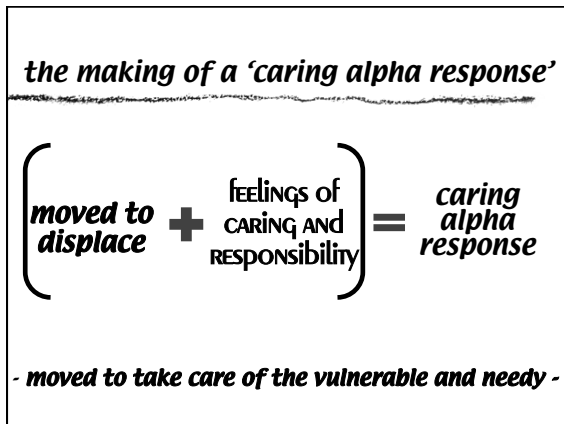 the making of a ‘caring alpha response’
moved to
displace
+
feelings of
caring and
responsibility
=
caring
alpha
response
- moved to take care of the vulnerable and needy -